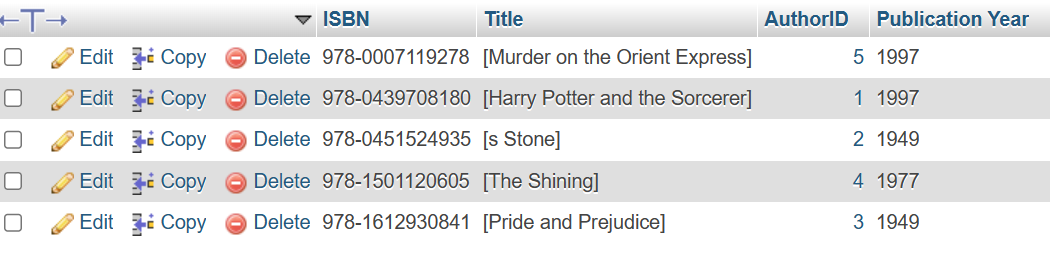 ISBN Title AuthorID Publication Year
Edit Copy Delete 978-0007119278 [Murder on the Orient Express] 5 1997
Edit Copy Delete 978-0439708180 [Harry Potter and the Sorcerer] 1 1997
Edit Copy Delete 978-0451524935 [s Stone] 2 1949
Edit Copy Delete 978-1501120605 [The Shining] 4 1977
Edit Copy Delete 978-1612930841 [Pride and Prejudice] 3 1949